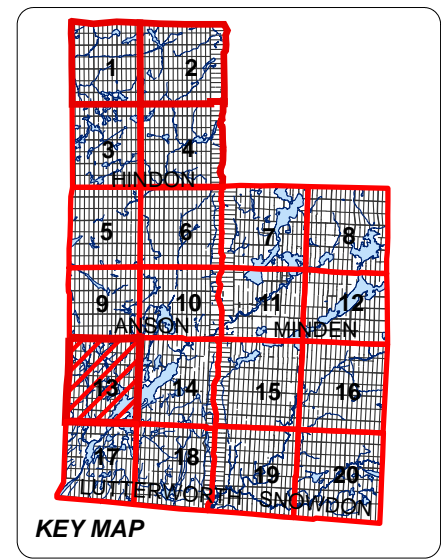 1 2
3 4
HINDON
5 6 7 8
9 10 11 12
ANSON MINDEN
13 14 15 16
17 18 19 20
LUTTERWORTH SNOWDON
KEY MAP